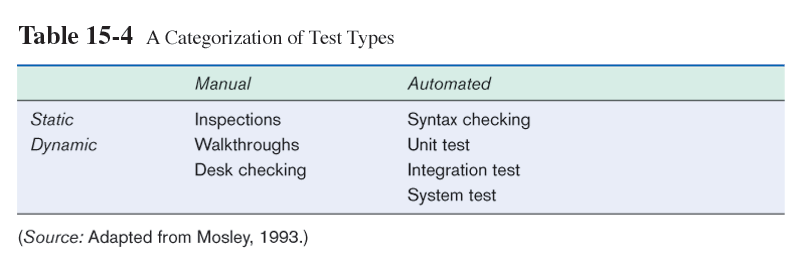 Table 15-4 A Categorization of Test Types
Manual Automated
Static Inspections Syntax checking
Dynamic Walkthroughs Unit test
Desk checking Integration test
System test
(Source: Adapted from Mosley, 1993.)